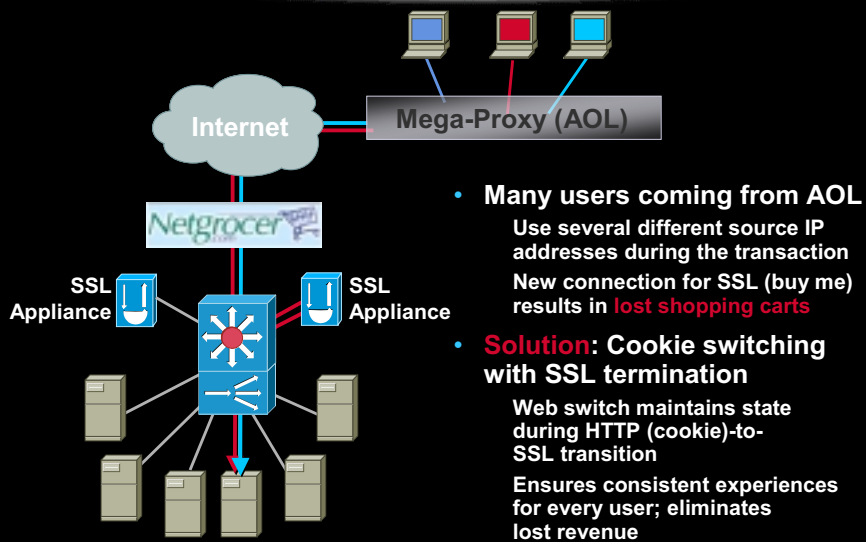 Internet
Mega-Proxy (AOL)
Netgrocer
.com
SSL
Appliance
SSL
Appliance
• Many users coming from AOL
Use several different source IP
addresses during the transaction
New connection for SSL (buy me)
results in lost shopping carts
• Solution: Cookie switching
with SSL termination
Web switch maintains state
during HTTP (cookie)-to-
SSL transition
Ensures consistent experiences
for every user; eliminates
lost revenue